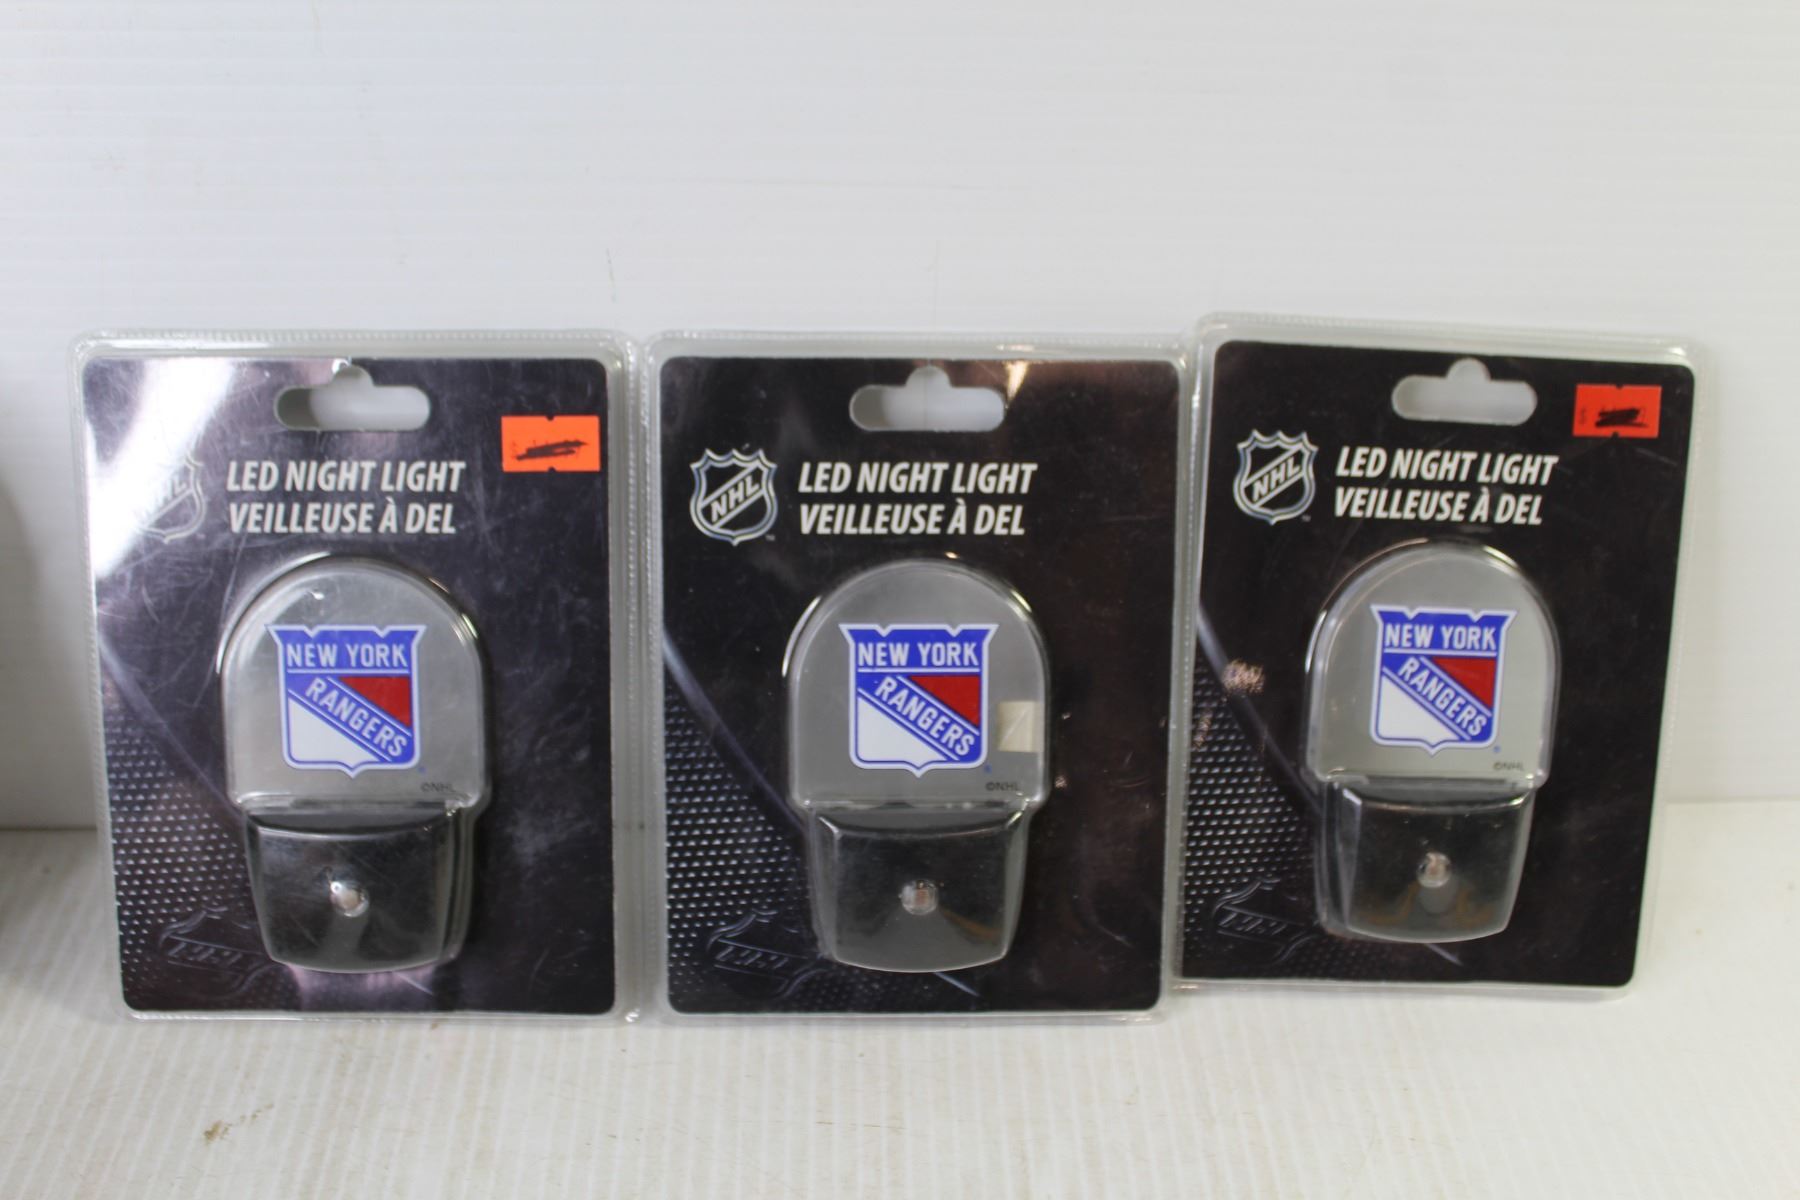 LED NIGHT LIGHT
VEILLEUSE À DEL
NHL
NEW YORK
RANGERS
©NHL
NHL
LED NIGHT LIGHT
VEILLEUSE À DEL
NEW YORK
RANGERS
©NHL
NHL
LED NIGHT LIGHT
VEILLEUSE À DEL
NEW YORK
RANGERS
©NHL